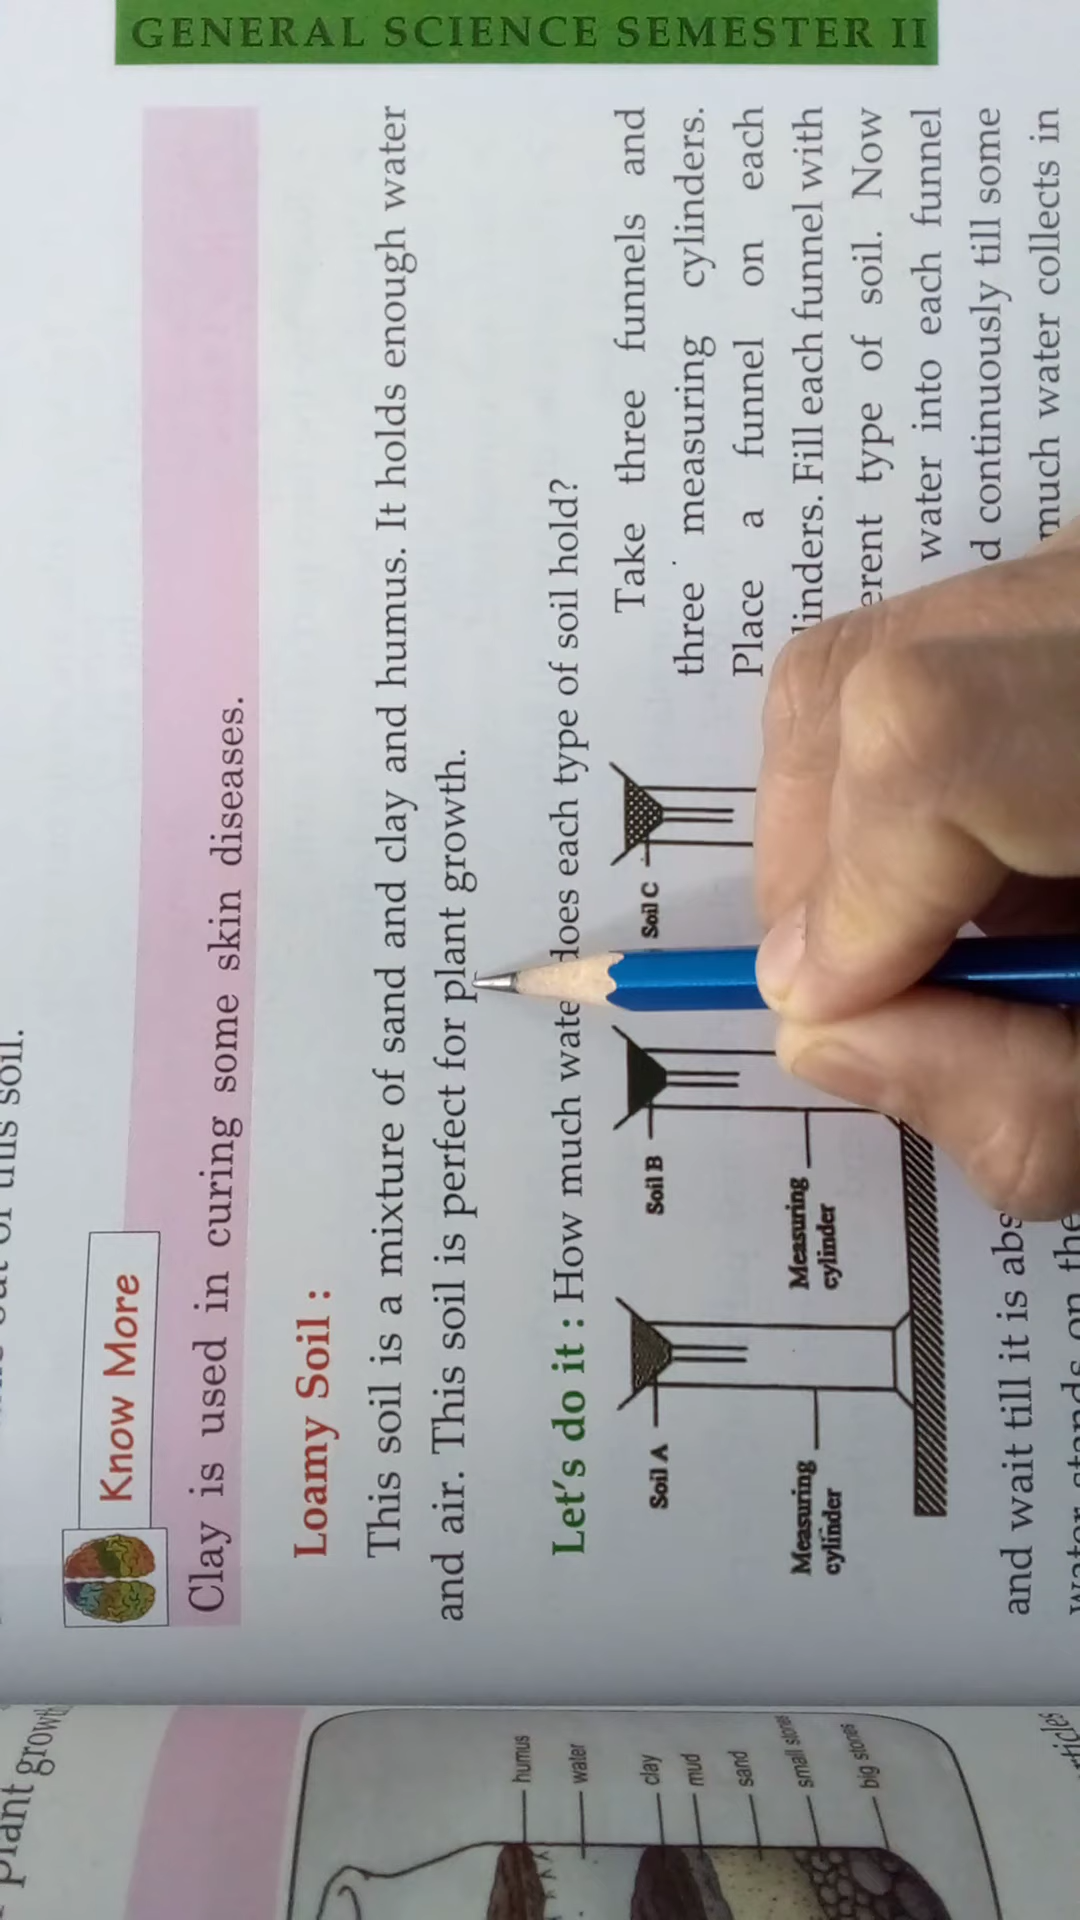 GENERAL SCIENCE SEMESTER II
this soil.
Know More
Clay is used in curing some skin diseases.
Loamy Soil :
This soil is a mixture of sand and clay and humus. It holds enough water
and air. This soil is perfect for plant growth.
Let's do it : How much does each type of soil hold?
Take three funnels and
three measuring cylinders.
Place a funnel on each
Fill each funnel with
type of soil. Now
water into each funnel
continuously till some
much water collects in
Soil A
Soil B
Soil C
Measuring
cylinder
Measuring
cylinder
and wait till it is
plant growth
humus
water
clay
mud
sand
small stones
big stones